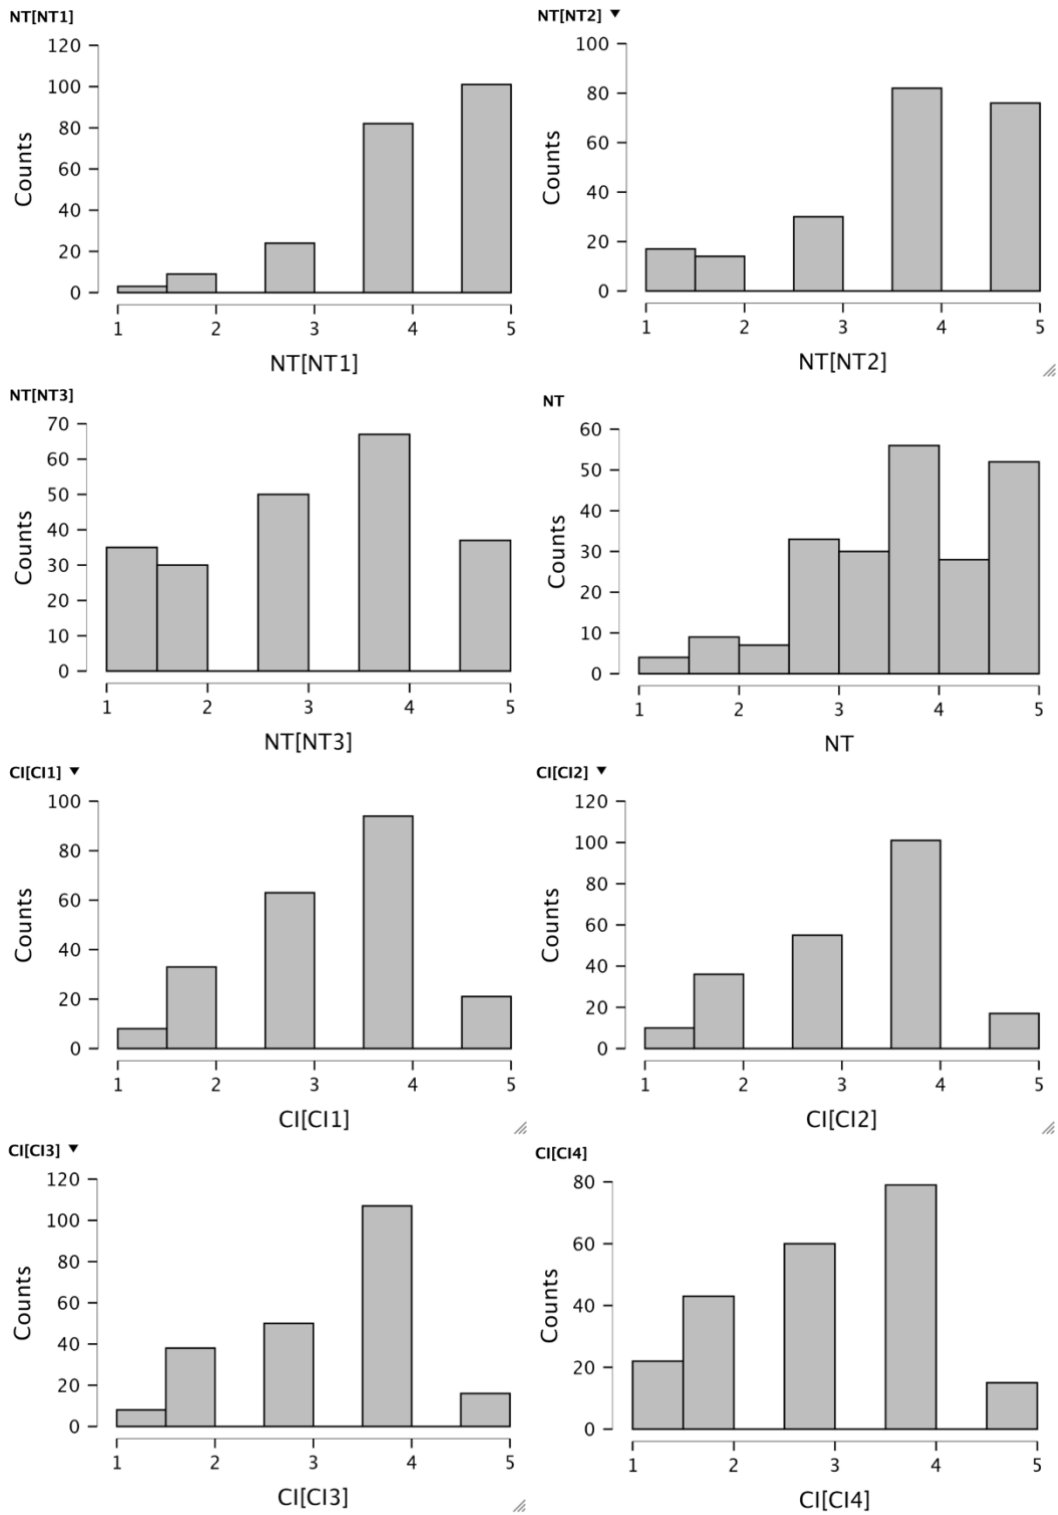 NT[NT1]
120
100
80
60
40
20
0
Counts
1 2 3 4 5
NT[NT1]
NT[NT2] ▼
100
80
60
40
20
0
Counts
1 2 3 4 5
NT[NT2]
NT[NT3]
70
60
50
40
30
20
10
0
Counts
1 2 3 4 5
NT[NT3]
NT
60
50
40
30
20
10
0
Counts
1 2 3 4 5
NT
CI[CI1] ▼
100
80
60
40
20
0
Counts
1 2 3 4 5
CI[CI1]
CI[CI2] ▼
120
100
80
60
40
20
0
Counts
1 2 3 4 5
CI[CI2]
CI[CI3] ▼
120
100
80
60
40
20
0
Counts
1 2 3 4 5
CI[CI3]
CI[CI4]
80
60
40
20
0
Counts
1 2 3 4 5
CI[CI4]